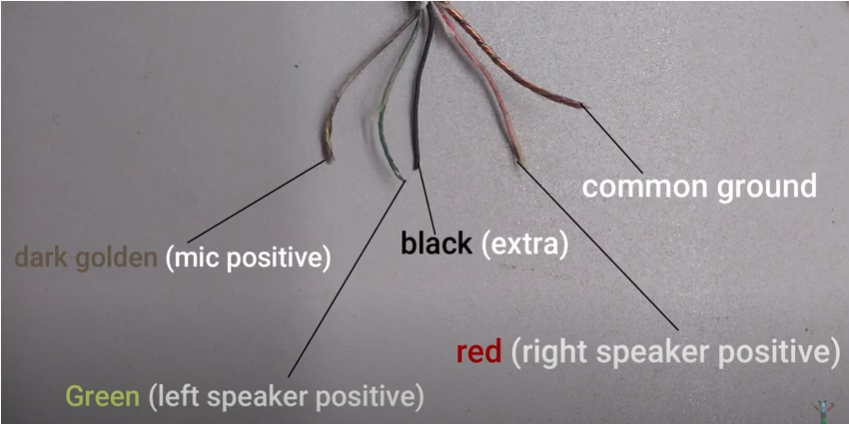 common ground
black (extra)
dark golden (mic positive)
red (right speaker positive)
Green (left speaker positive)